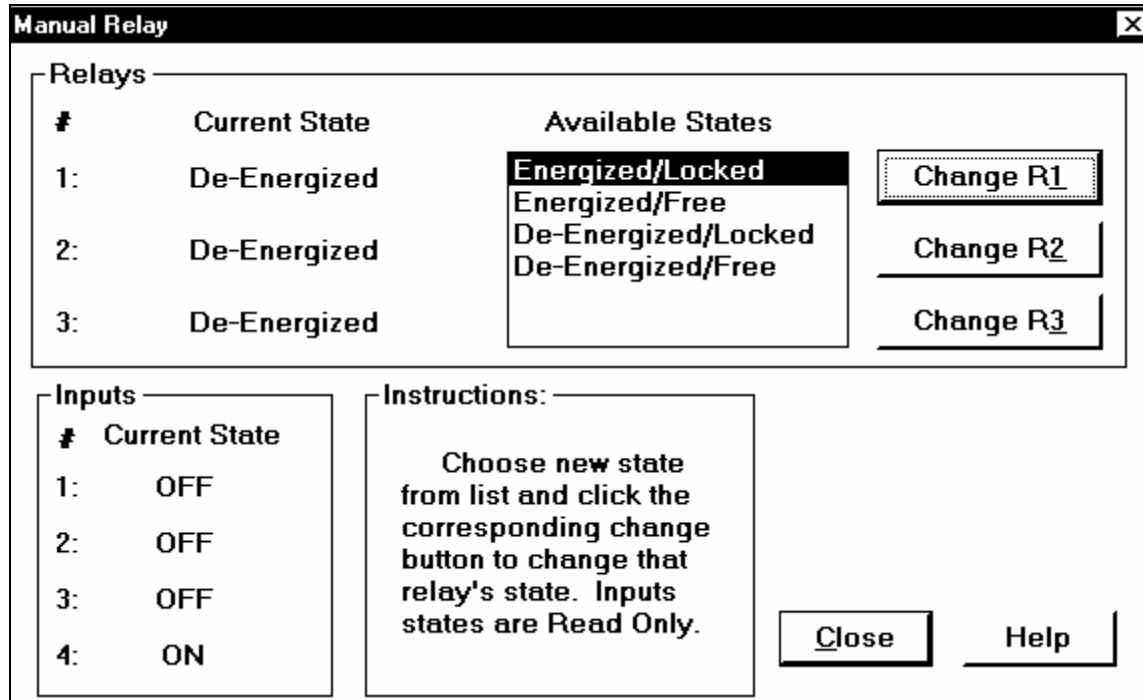 Manual Relay
Relays
# Current State Available States
1: De-Energized Energized/Locked Change R1
Energized/Free
De-Energized/Locked
2: De-Energized De-Energized/Free Change R2
3: De-Energized Change R3
Inputs
# Current State
1: OFF
2: OFF
3: OFF
4: ON
Instructions:
Choose new state
from list and click the
corresponding change
button to change that
relay's state. Inputs
states are Read Only.
Close Help